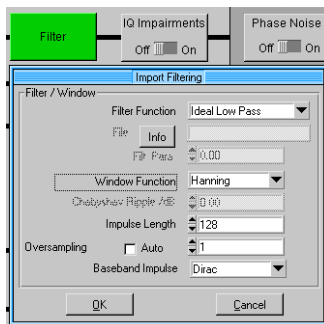 Filter
IQ Impairments
Off On
Phase Noise
Off On
Import Filtering
Filter / Window
Filter Function Ideal Low Pass
File Info
Filt Para 0.00
Window Function Hanning
Chebyshev Ripple /dB 0.00
Impulse Length 128
Oversampling Auto 1
Baseband Impulse Dirac
OK Cancel